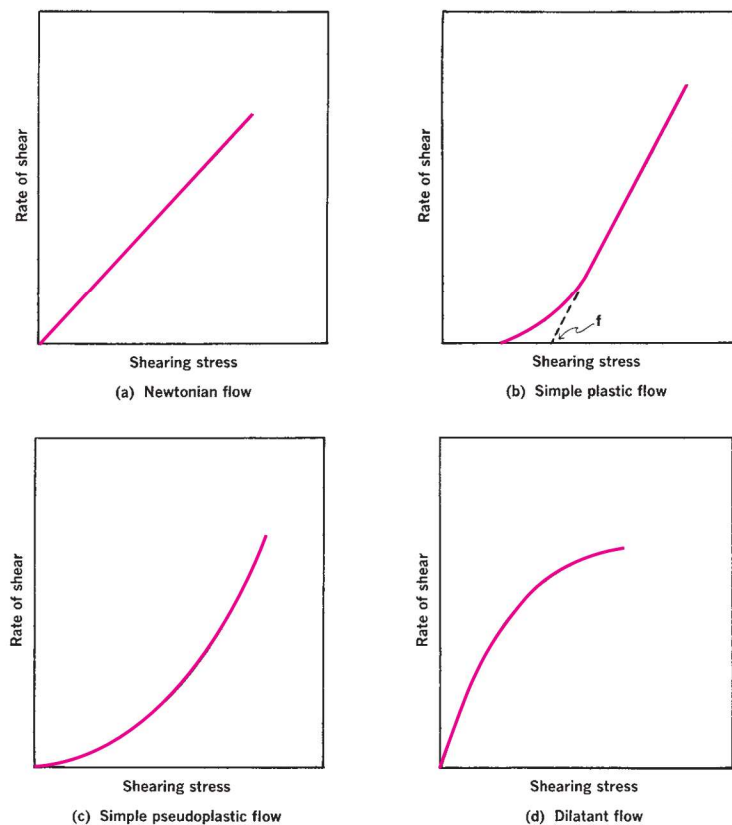 Rate of shear
Shearing stress
(a) Newtonian flow
Rate of shear
f
Shearing stress
(b) Simple plastic flow
Rate of shear
Shearing stress
(c) Simple pseudoplastic flow
Rate of shear
Shearing stress
(d) Dilatant flow